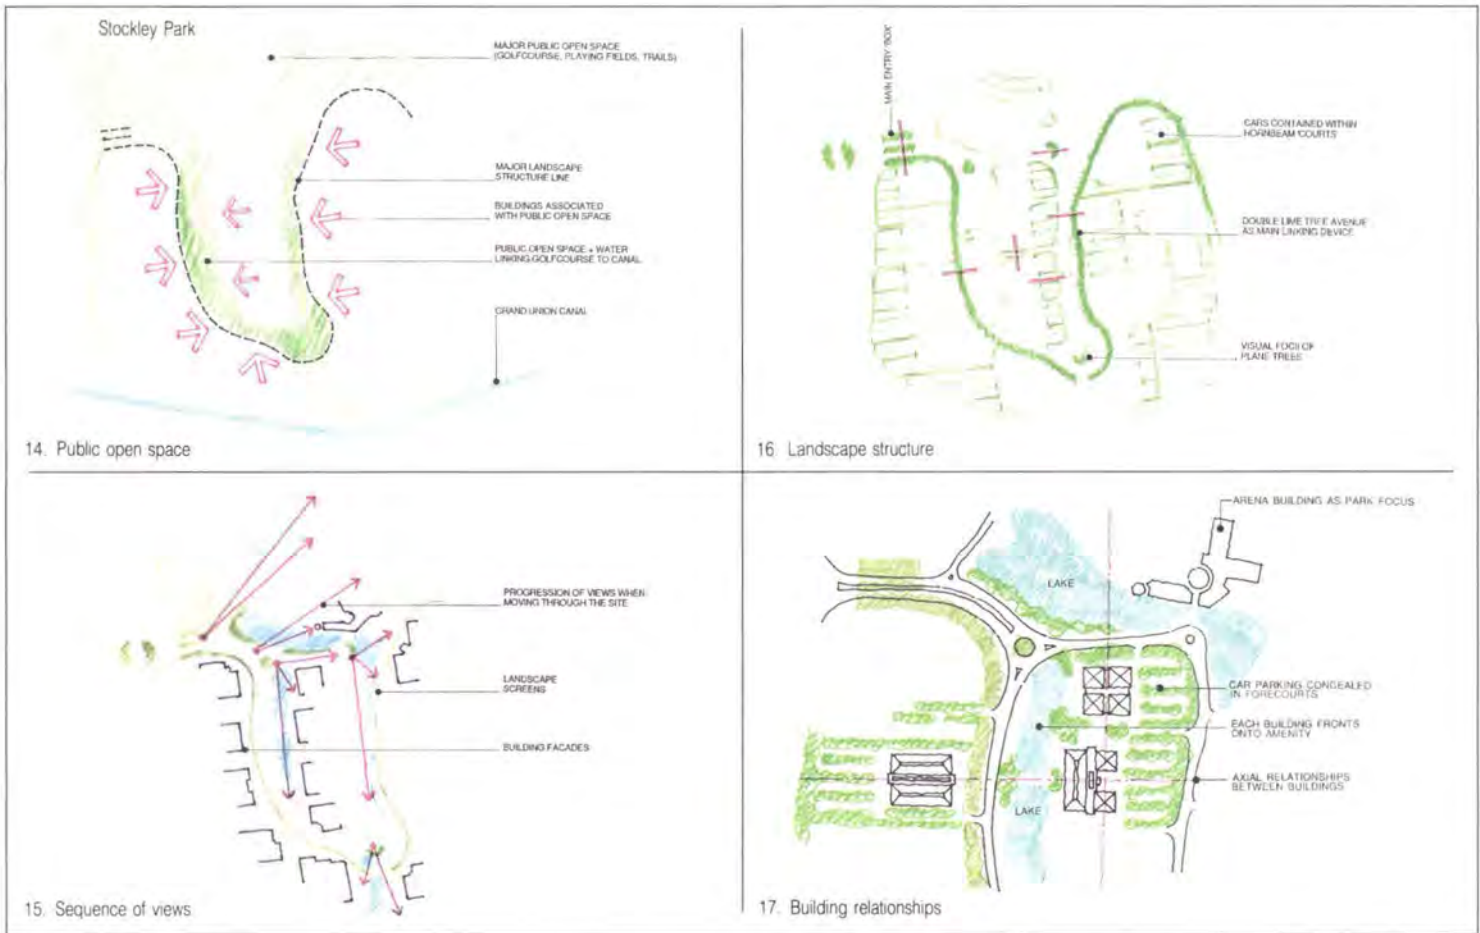 Stockley Park
MAJOR PUBLIC OPEN SPACE
(GOLFCOURSE, PLAYING FIELDS, TRAILS)
MAJOR LANDSCAPE
STRUCTURE LINE
BUILDINGS ASSOCIATED
WITH PUBLIC OPEN SPACE
PUBLIC OPEN SPACE + WATER
LINKING GOLFCOURSE TO CANAL
GRAND UNION CANAL
14. Public open space
MAIN ENTRY 'BOX'
CARS CONTAINED WITHIN
HORNBEAM COURTS
DOUBLE LIME TREE AVENUE
AS MAIN LINKING DEVICE
VISUAL FOCII OF
PLANE TREES
16. Landscape structure
PROGRESSION OF VIEWS WHEN
MOVING THROUGH THE SITE
LANDSCAPE
SCREENS
BUILDING FACADES
15. Sequence of views
ARENA BUILDING AS PARK FOCUS
LAKE
CAR PARKING CONCEALED
IN FORECOURTS
EACH BUILDING FRONTS
ONTO AMENITY
AXIAL RELATIONSHIPS
BETWEEN BUILDINGS
LAKE
17. Building relationships